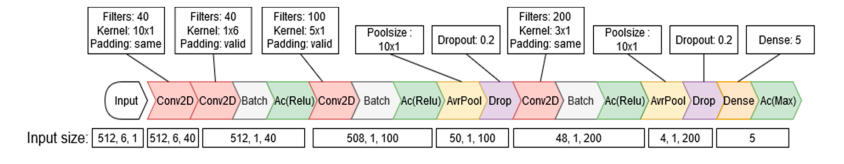 Filters: 40
Kernel: 10x1
Padding: same
Filters: 40
Kernel: 1x6
Padding: valid
Filters: 100
Kernel: 5x1
Padding: valid
Poolsize :
10x1
Dropout: 0.2
Filters: 200
Kernel: 3x1
Padding: same
Poolsize :
10x1
Dropout: 0.2
Dense: 5
Input Conv2D Conv2D Batch Ac(Relu) Conv2D Batch Ac(Relu) AvrPool Drop Conv2D Batch Ac(Relu) AvrPool Drop Dense Ac(Max)
Input size: 512, 6, 1 512, 6, 40 512, 1, 40 508, 1, 100 50, 1, 100 48, 1, 200 4, 1, 200 5